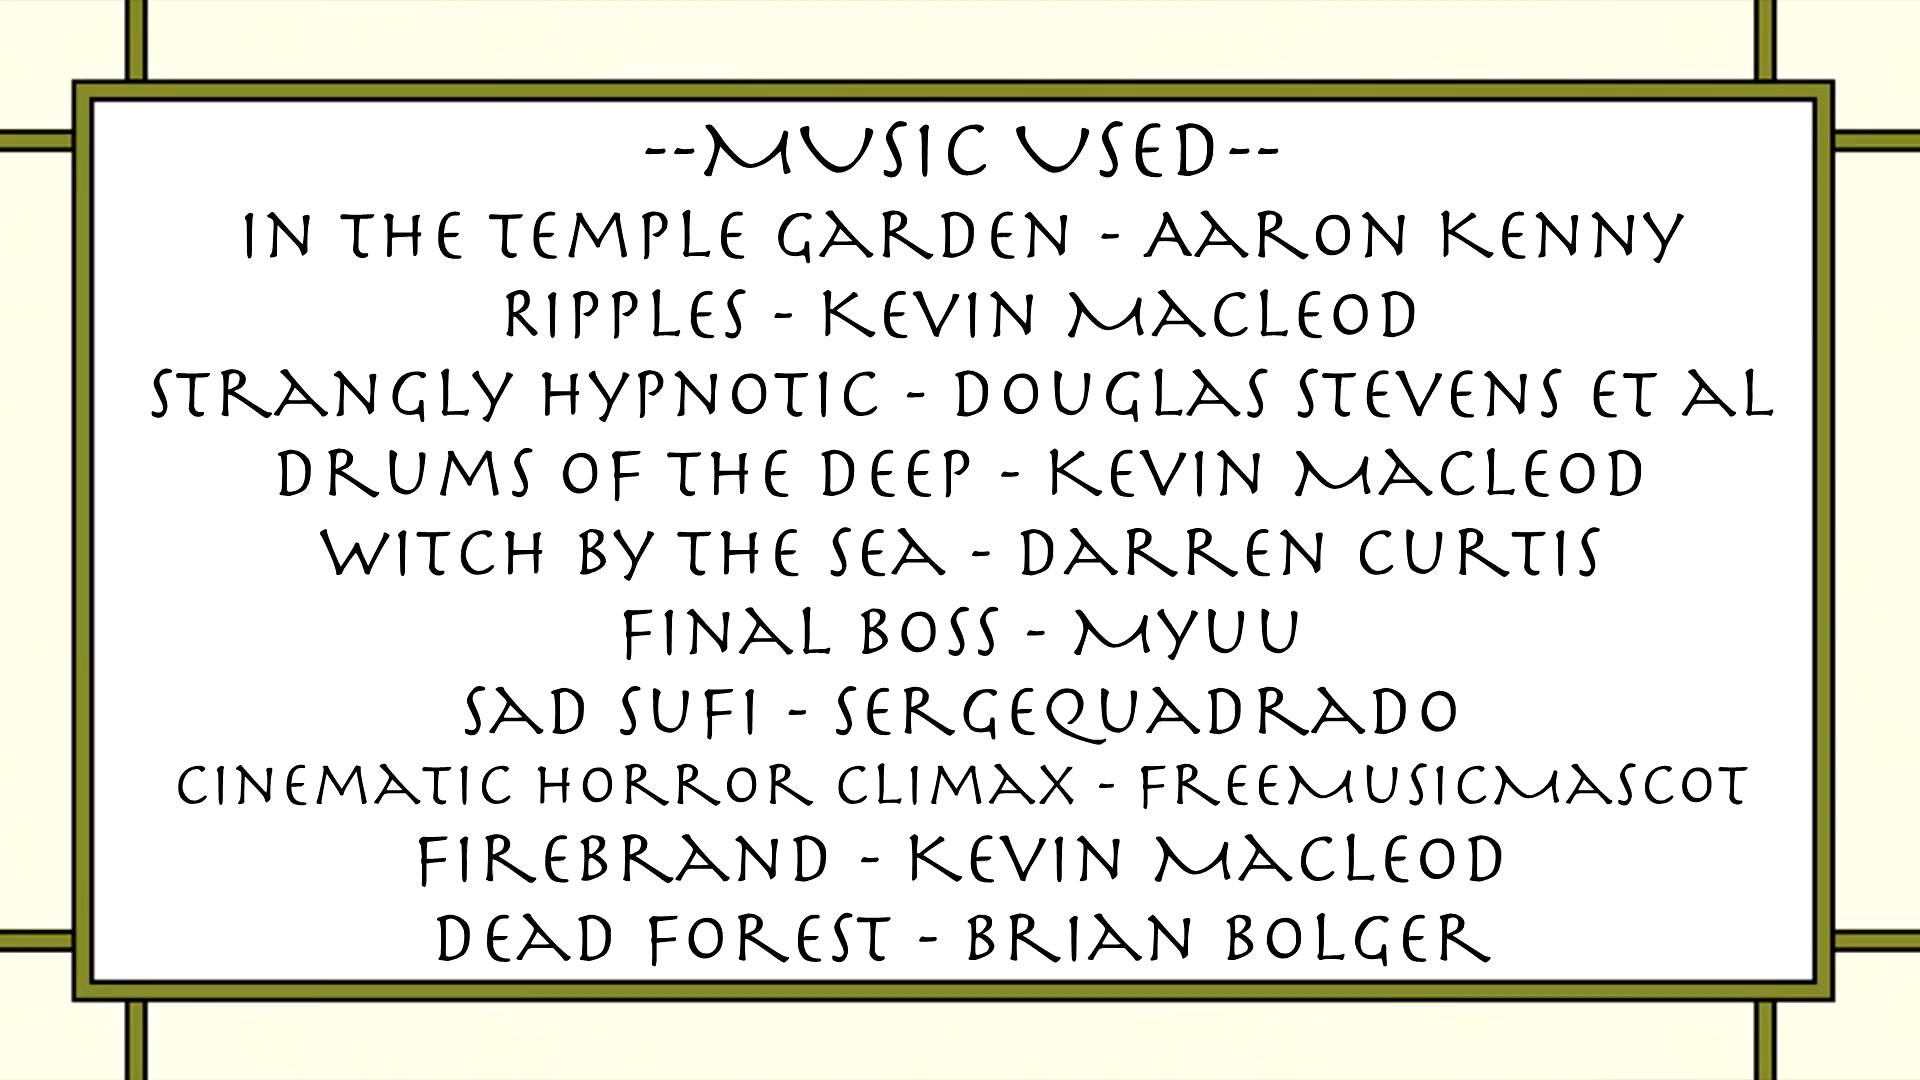 --MUSIC USED--
IN THE TEMPLE GARDEN - AARON KENNY
RIPPLES - KEVIN MACLEOD
STRANGLY HYPNOTIC - DOUGLAS STEVENS ET AL
DRUMS OF THE DEEP - KEVIN MACLEOD
WITCH BY THE SEA - DARREN CURTIS
FINAL BOSS - MYUU
SAD SUFI - SERGEQUADRADO
CINEMATIC HORROR CLIMAX - FREEMUSICMASCOT
FIREBRAND - KEVIN MACLEOD
DEAD FOREST - BRIAN BOLGER